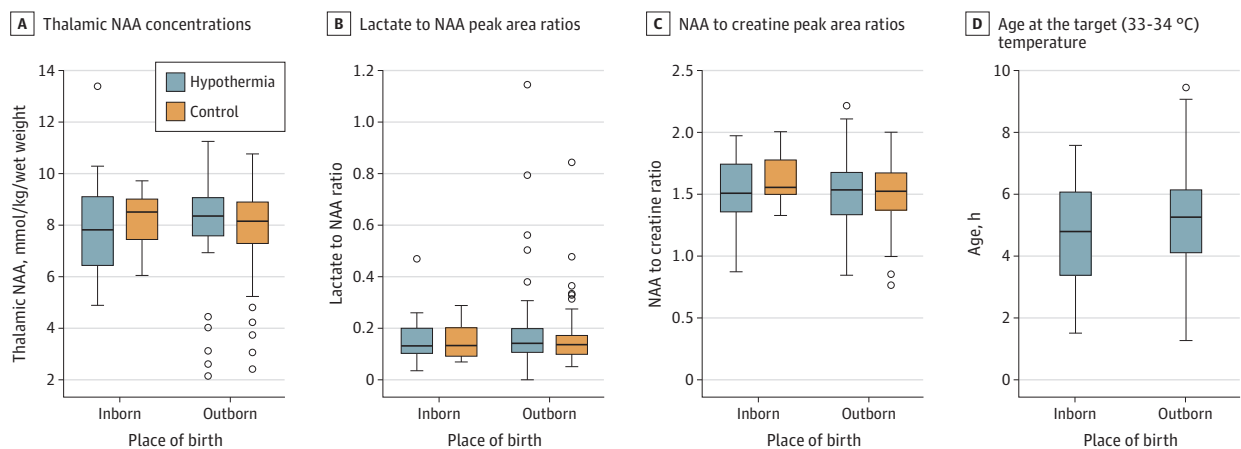 A Thalamic NAA concentrations
Thalamic NAA, mmol/kg/wet weight
14
12
10
8
6
4
2
Hypothermia
Control
Inborn
Outborn
Place of birth
B Lactate to NAA peak area ratios
Lactate to NAA ratio
1.2
1.0
0.8
0.6
0.4
0.2
0
Inborn
Outborn
Place of birth
C NAA to creatine peak area ratios
NAA to creatine ratio
2.5
2.0
1.5
1.0
0.5
0
Inborn
Outborn
Place of birth
D Age at the target (33-34 °C)
temperature
Age, h
10
8
6
4
2
0
Inborn
Outborn
Place of birth